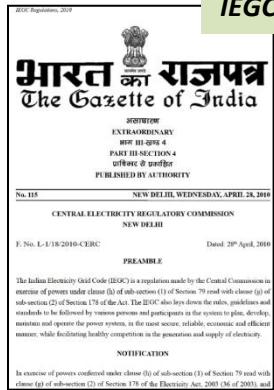 IEGC
IEGC Regulations, 2010
भारत का राजपत्र
The Gazette of India
असाधारण
EXTRAORDINARY
भाग III-खण्ड 4
PART III-SECTION 4
प्राधिकार से प्रकाशित
PUBLISHED BY AUTHORITY
No. 115 NEW DELHI, WEDNESDAY, APRIL 28, 2010
CENTRAL ELECTRICITY REGULATORY COMMISSION
NEW DELHI
F. No. L-1/18/2010-CERC Dated: 28th April, 2010
PREAMBLE
The Indian Electricity Grid Code (IEGC) is a regulation made by the Central Commission in
exercise of powers under clause (h) of sub-section (1) of Section 79 read with clause (g) of
sub-section (2) of Section 178 of the Act. The IEGC also lays down the rules, guidelines and
standards to be followed by various persons and participants in the system to plan, develop,
maintain and operate the power system, in the most secure, reliable, economic and efficient
manner, while facilitating healthy competition in the generation and supply of electricity.
NOTIFICATION
In exercise of powers conferred under clause (h) of sub-section (1) of Section 79 read with
clause (g) of sub-section (2) of Section 178 of the Electricity Act, 2003 (36 of 2003) and